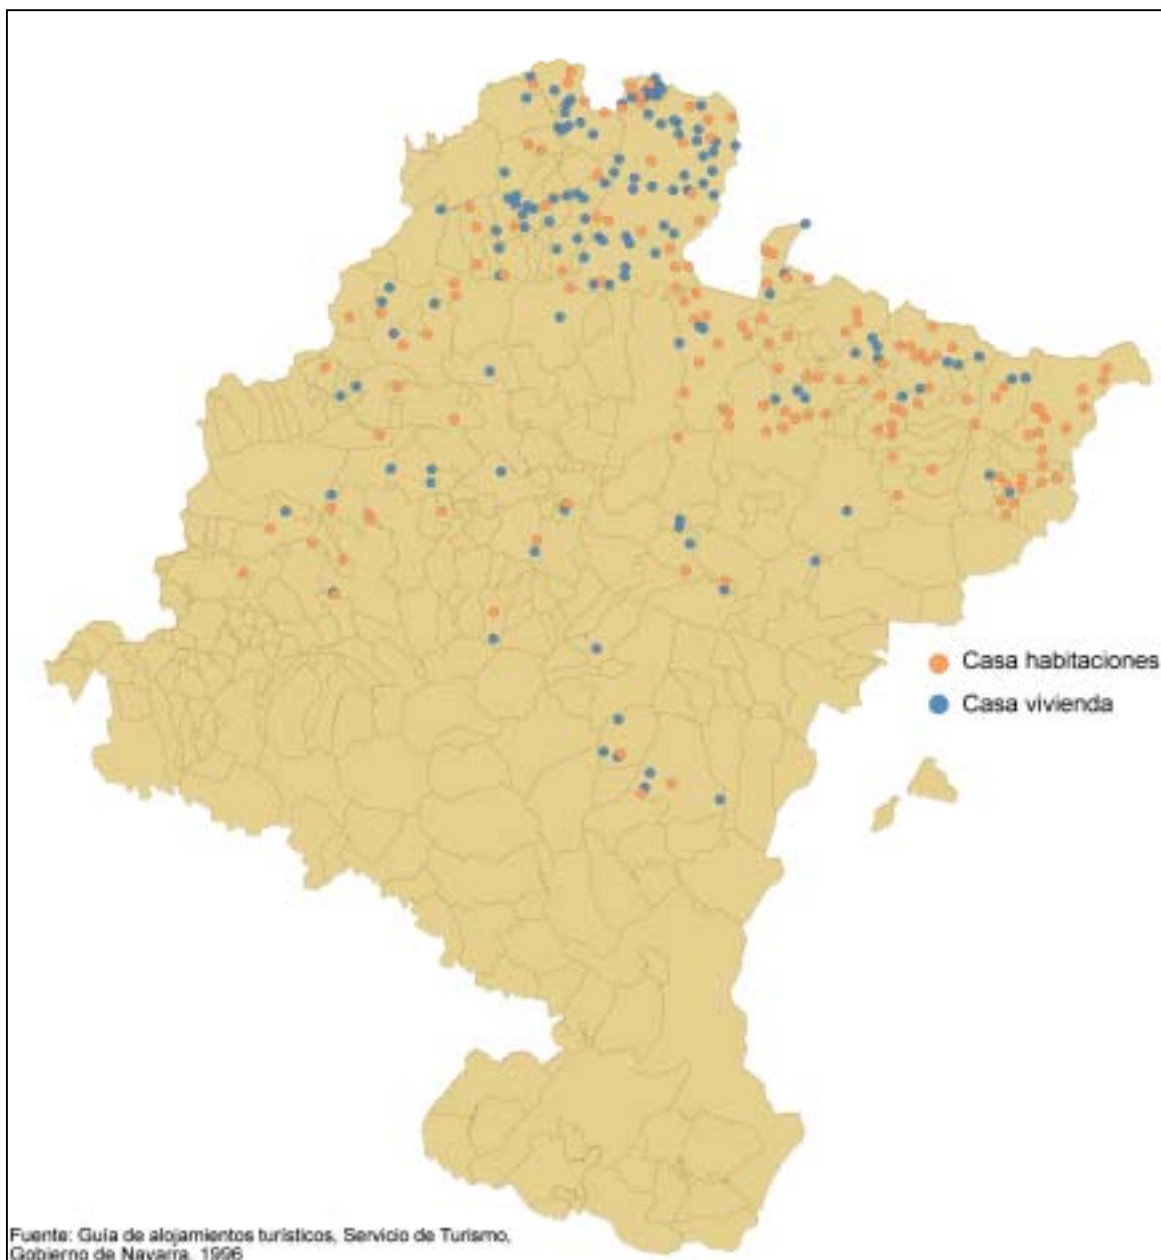 Casa habitaciones
Casa vivienda
Fuente: Guía de alojamientos turísticos, Servicio de Turismo,
Gobierno de Navarra, 1996